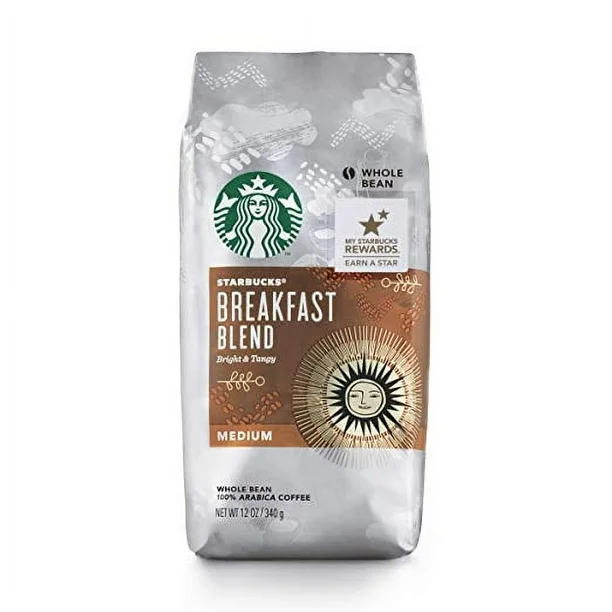 WHOLE
BEAN
MY STARBUCKS
REWARDS.
EARN A STAR
STARBUCKS®
BREAKFAST
BLEND
Bright & Tangy
MEDIUM
WHOLE BEAN
100% ARABICA COFFEE
NET WT 12 OZ/340 g